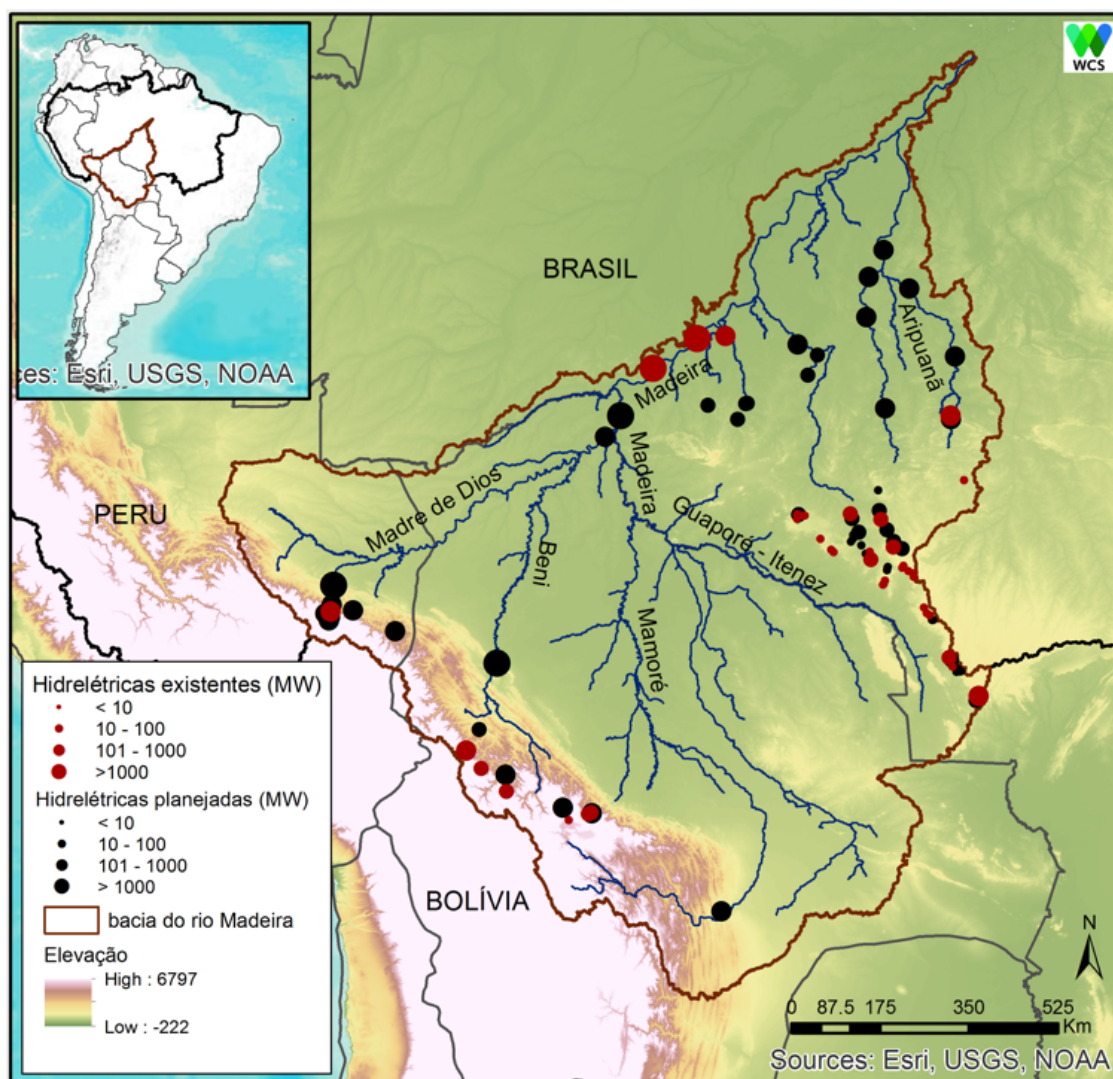 WCS
ces: Esri, USGS, NOAA
BRASIL
Aripuanã
Madeira
Madeira
Madre de Dios
PERU
Guaporé - Itenez
Beni
Mamoré
BOLÍVIA
Hidrelétricas existentes (MW)
< 10
10 - 100
101 - 1000
>1000
Hidrelétricas planejadas (MW)
< 10
10 - 100
101 - 1000
> 1000
bacia do rio Madeira
Elevação
High : 6797
Low : -222
N
0 87.5 175 350 525
Km
Sources: Esri, USGS, NOAA